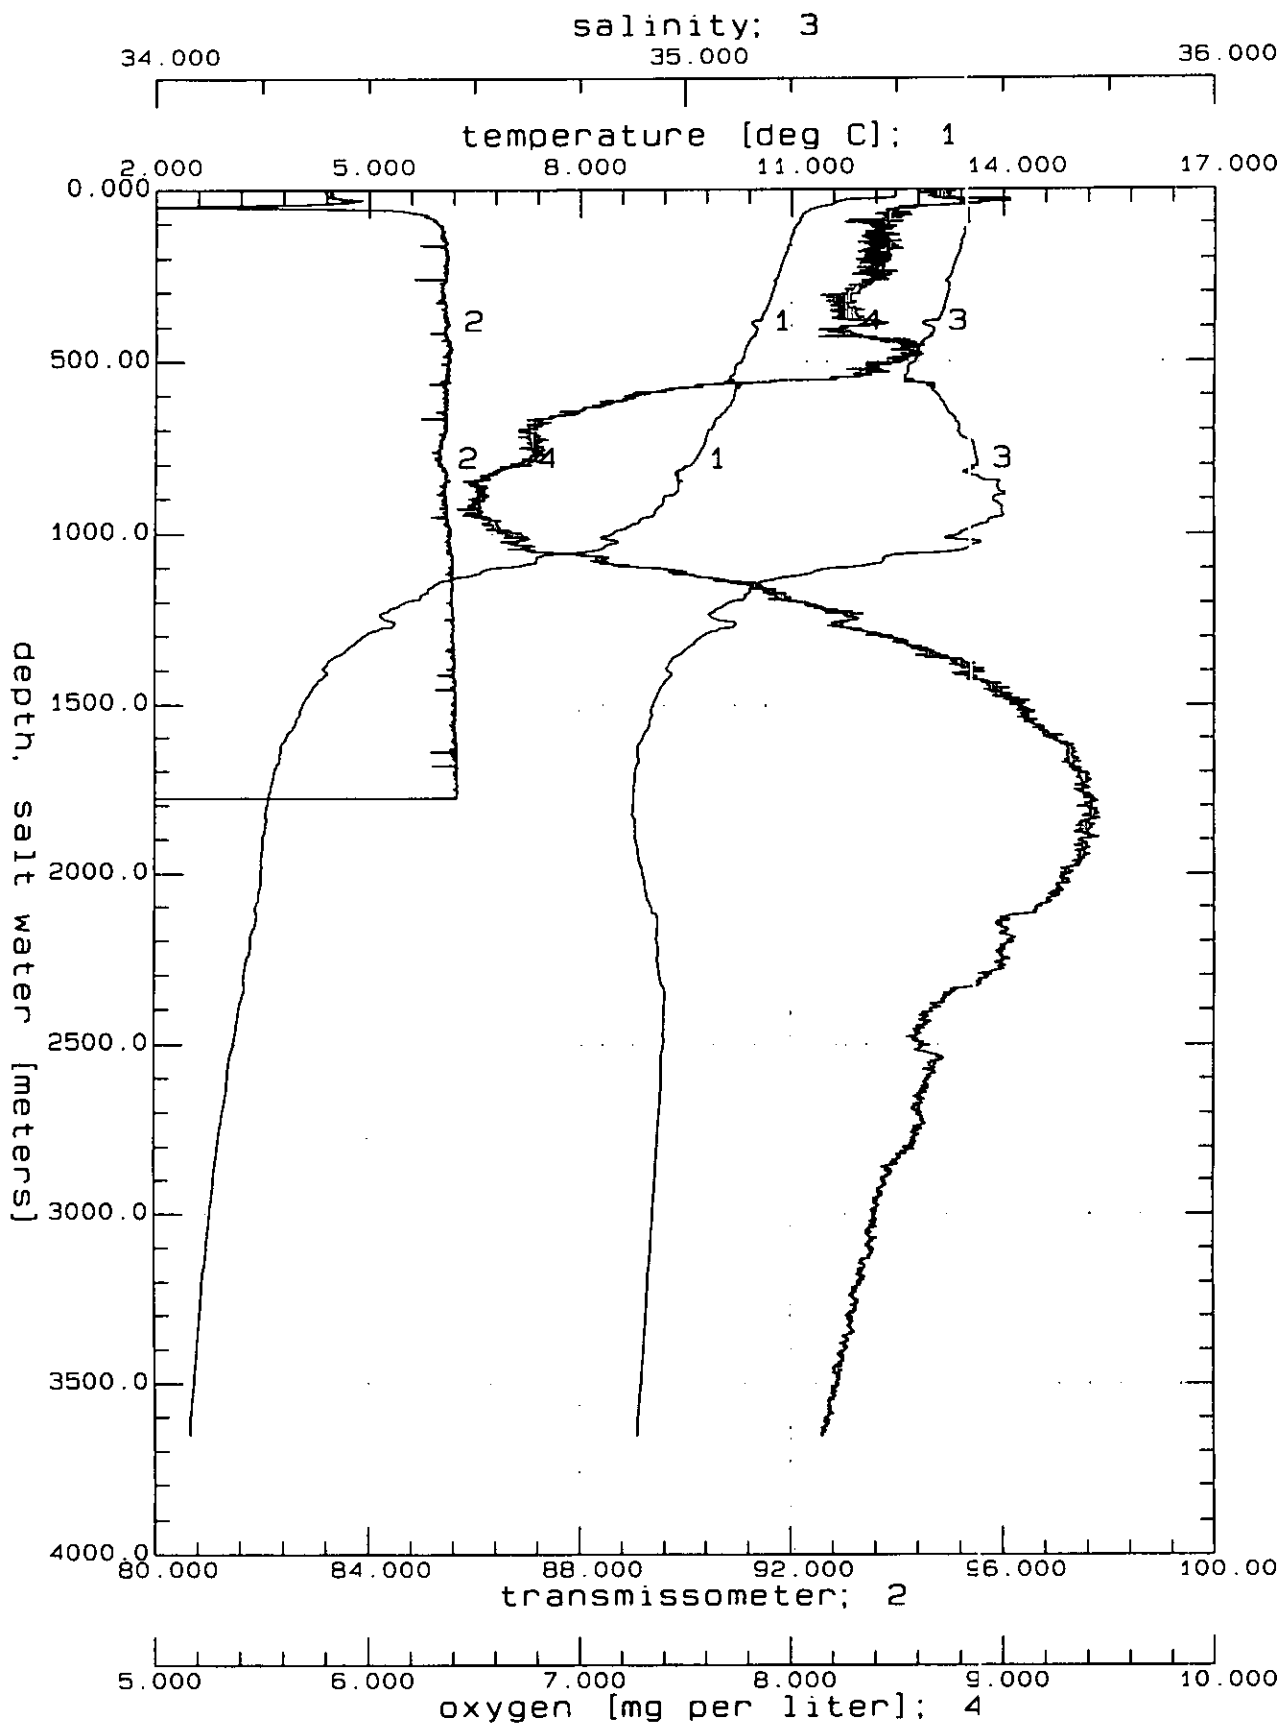 salinity; 3
34.000 35.000 36.000
temperature [deg C]; 1
2.000 5.000 8.000 11.000 14.000 17.000
0.000
2 1 4 3
500.00
2 4 1 3
1000.0
1500.0
2000.0
2500.0
3000.0
3500.0
4000.0
depth, salt water [meters]
80.000 84.000 88.000 92.000 96.000 100.00
transmissometer; 2
5.000 6.000 7.000 8.000 9.000 10.000
oxygen [mg per liter]; 4